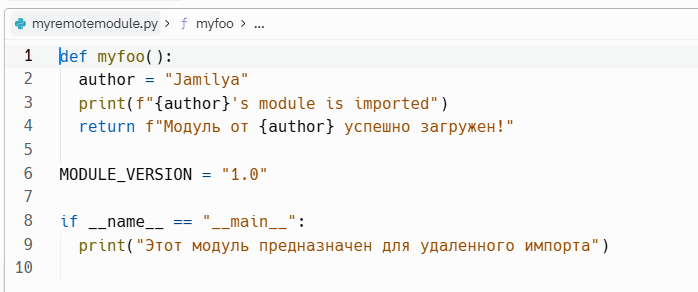 myremotemodule.py > myfoo > ...
1 def myfoo():
2   author = "Jamilya"
3   print(f"{author}'s module is imported")
4   return f"Модуль от {author} успешно загружен!"
5
6 MODULE_VERSION = "1.0"
7
8 if __name__ == "__main__":
9   print("Этот модуль предназначен для удаленного импорта")
10